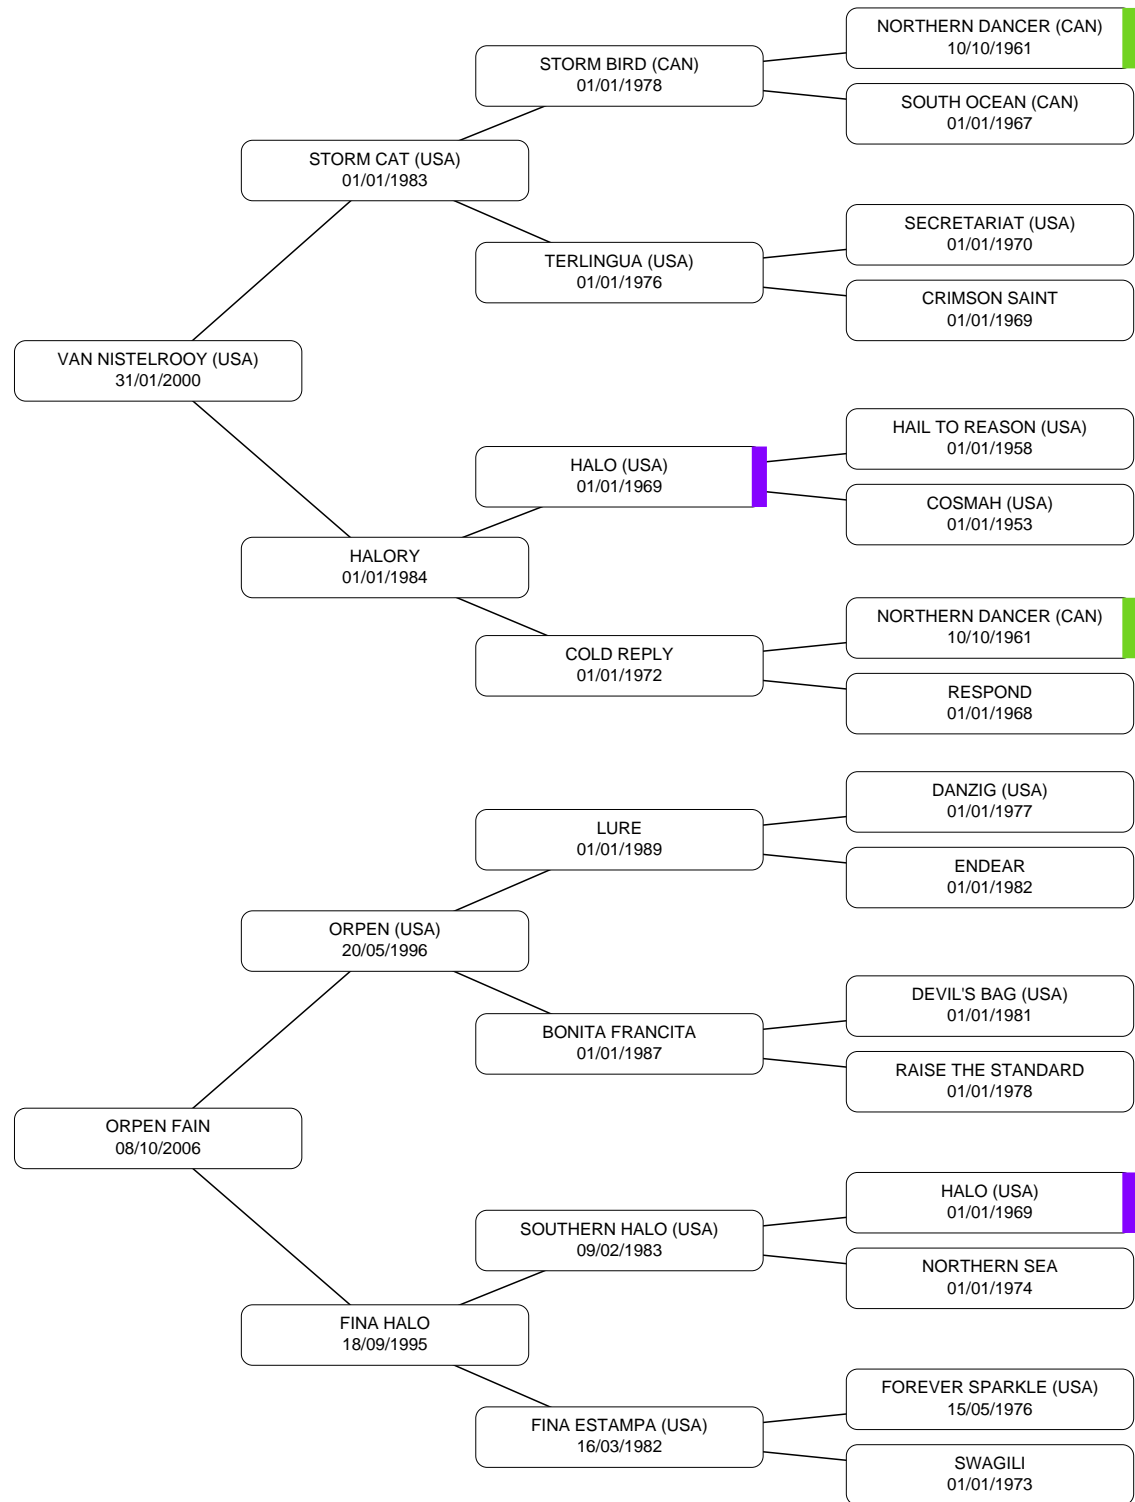 NORTHERN DANCER (CAN)
10/10/1961
STORM BIRD (CAN)
01/01/1978
SOUTH OCEAN (CAN)
01/01/1967
STORM CAT (USA)
01/01/1983
SECRETARIAT (USA)
01/01/1970
TERLINGUA (USA)
01/01/1976
CRIMSON SAINT
01/01/1969
VAN NISTELROOY (USA)
31/01/2000
HAIL TO REASON (USA)
01/01/1958
HALO (USA)
01/01/1969
COSMAH (USA)
01/01/1953
HALORY
01/01/1984
NORTHERN DANCER (CAN)
10/10/1961
COLD REPLY
01/01/1972
RESPOND
01/01/1968
DANZIG (USA)
01/01/1977
LURE
01/01/1989
ENDEAR
01/01/1982
ORPEN (USA)
20/05/1996
DEVIL'S BAG (USA)
01/01/1981
BONITA FRANCITA
01/01/1987
RAISE THE STANDARD
01/01/1978
ORPEN FAIN
08/10/2006
HALO (USA)
01/01/1969
SOUTHERN HALO (USA)
09/02/1983
NORTHERN SEA
01/01/1974
FINA HALO
18/09/1995
FOREVER SPARKLE (USA)
15/05/1976
FINA ESTAMPA (USA)
16/03/1982
SWAGILI
01/01/1973